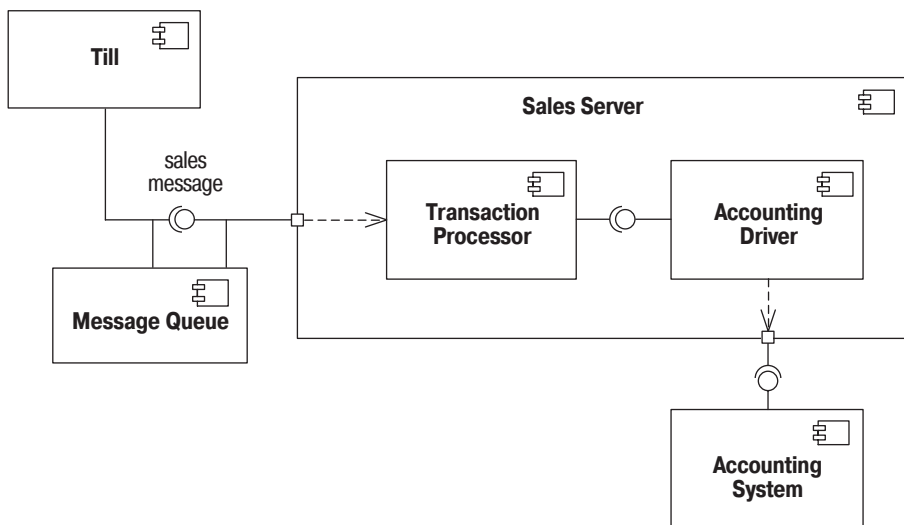 Till
Sales Server
sales
message
Transaction
Processor
Accounting
Driver
Message Queue
Accounting
System